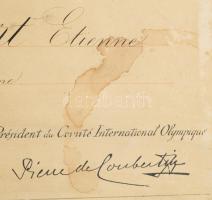 Etienne
Président du Comité International Olympique
Pierre de Coubertin